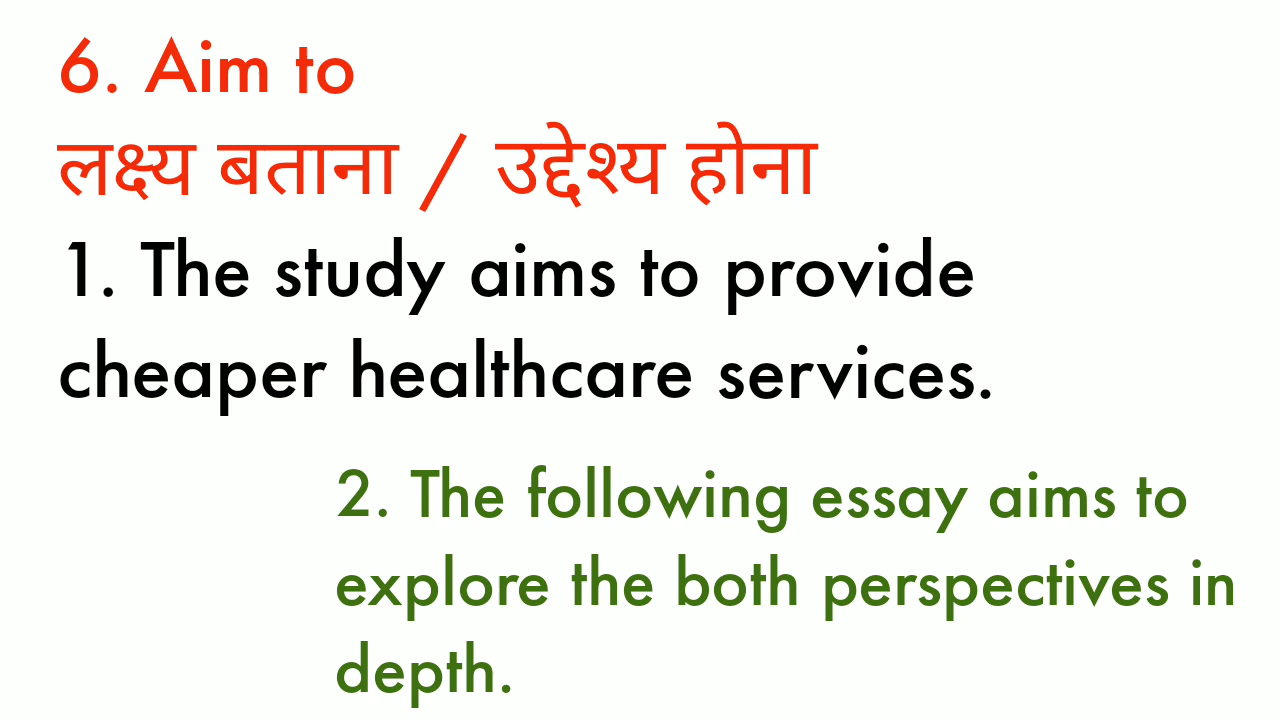 6. Aim to
लक्ष्य बताना / उद्देश्य होना
1. The study aims to provide
cheaper healthcare services.
2. The following essay aims to
explore the both perspectives in
depth.